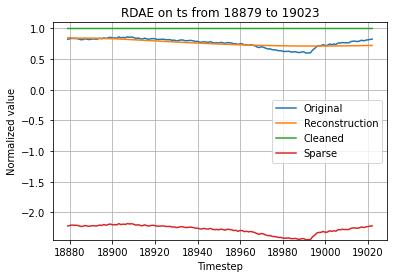 RDAE on ts from 18879 to 19023
1.0
0.5
0.0
−0.5
−1.0
−1.5
−2.0
Normalized value
Original
Reconstruction
Cleaned
Sparse
18880 18900 18920 18940 18960 18980 19000 19020
Timestep